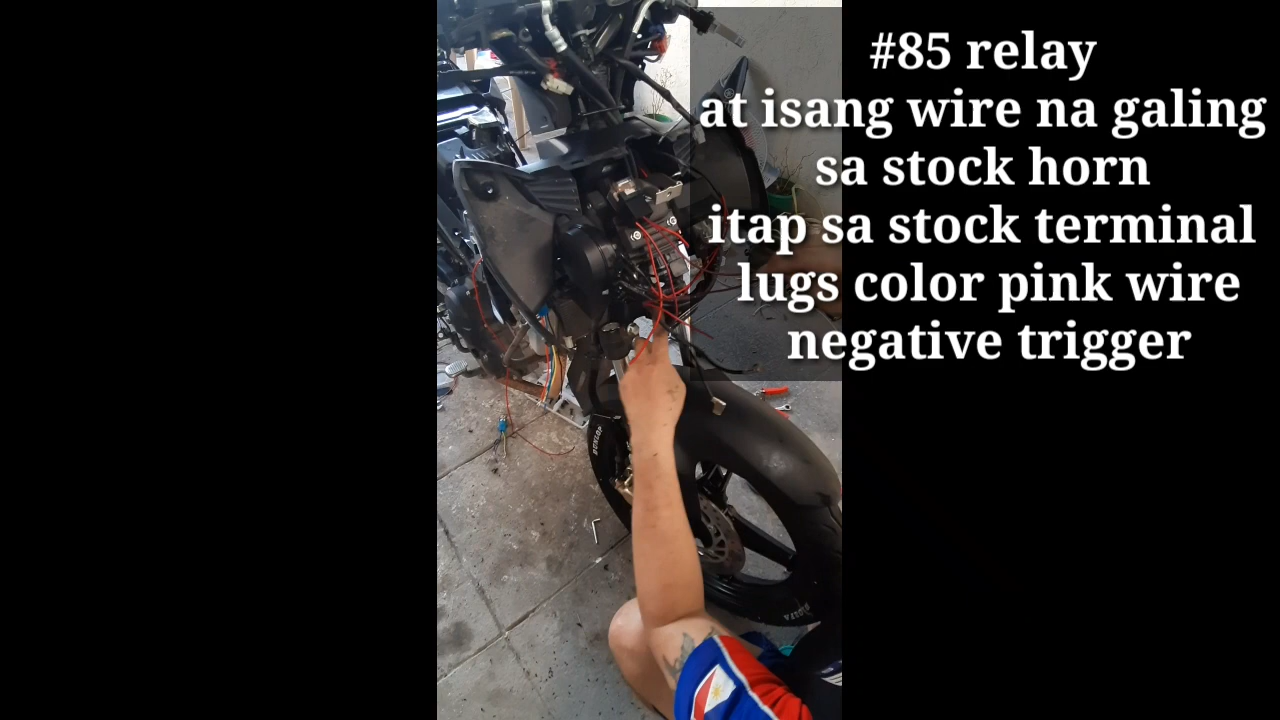 #85 relay
at isang wire na galing
sa stock horn
itap sa stock terminal
lugs color pink wire
negative trigger
DUNLOP